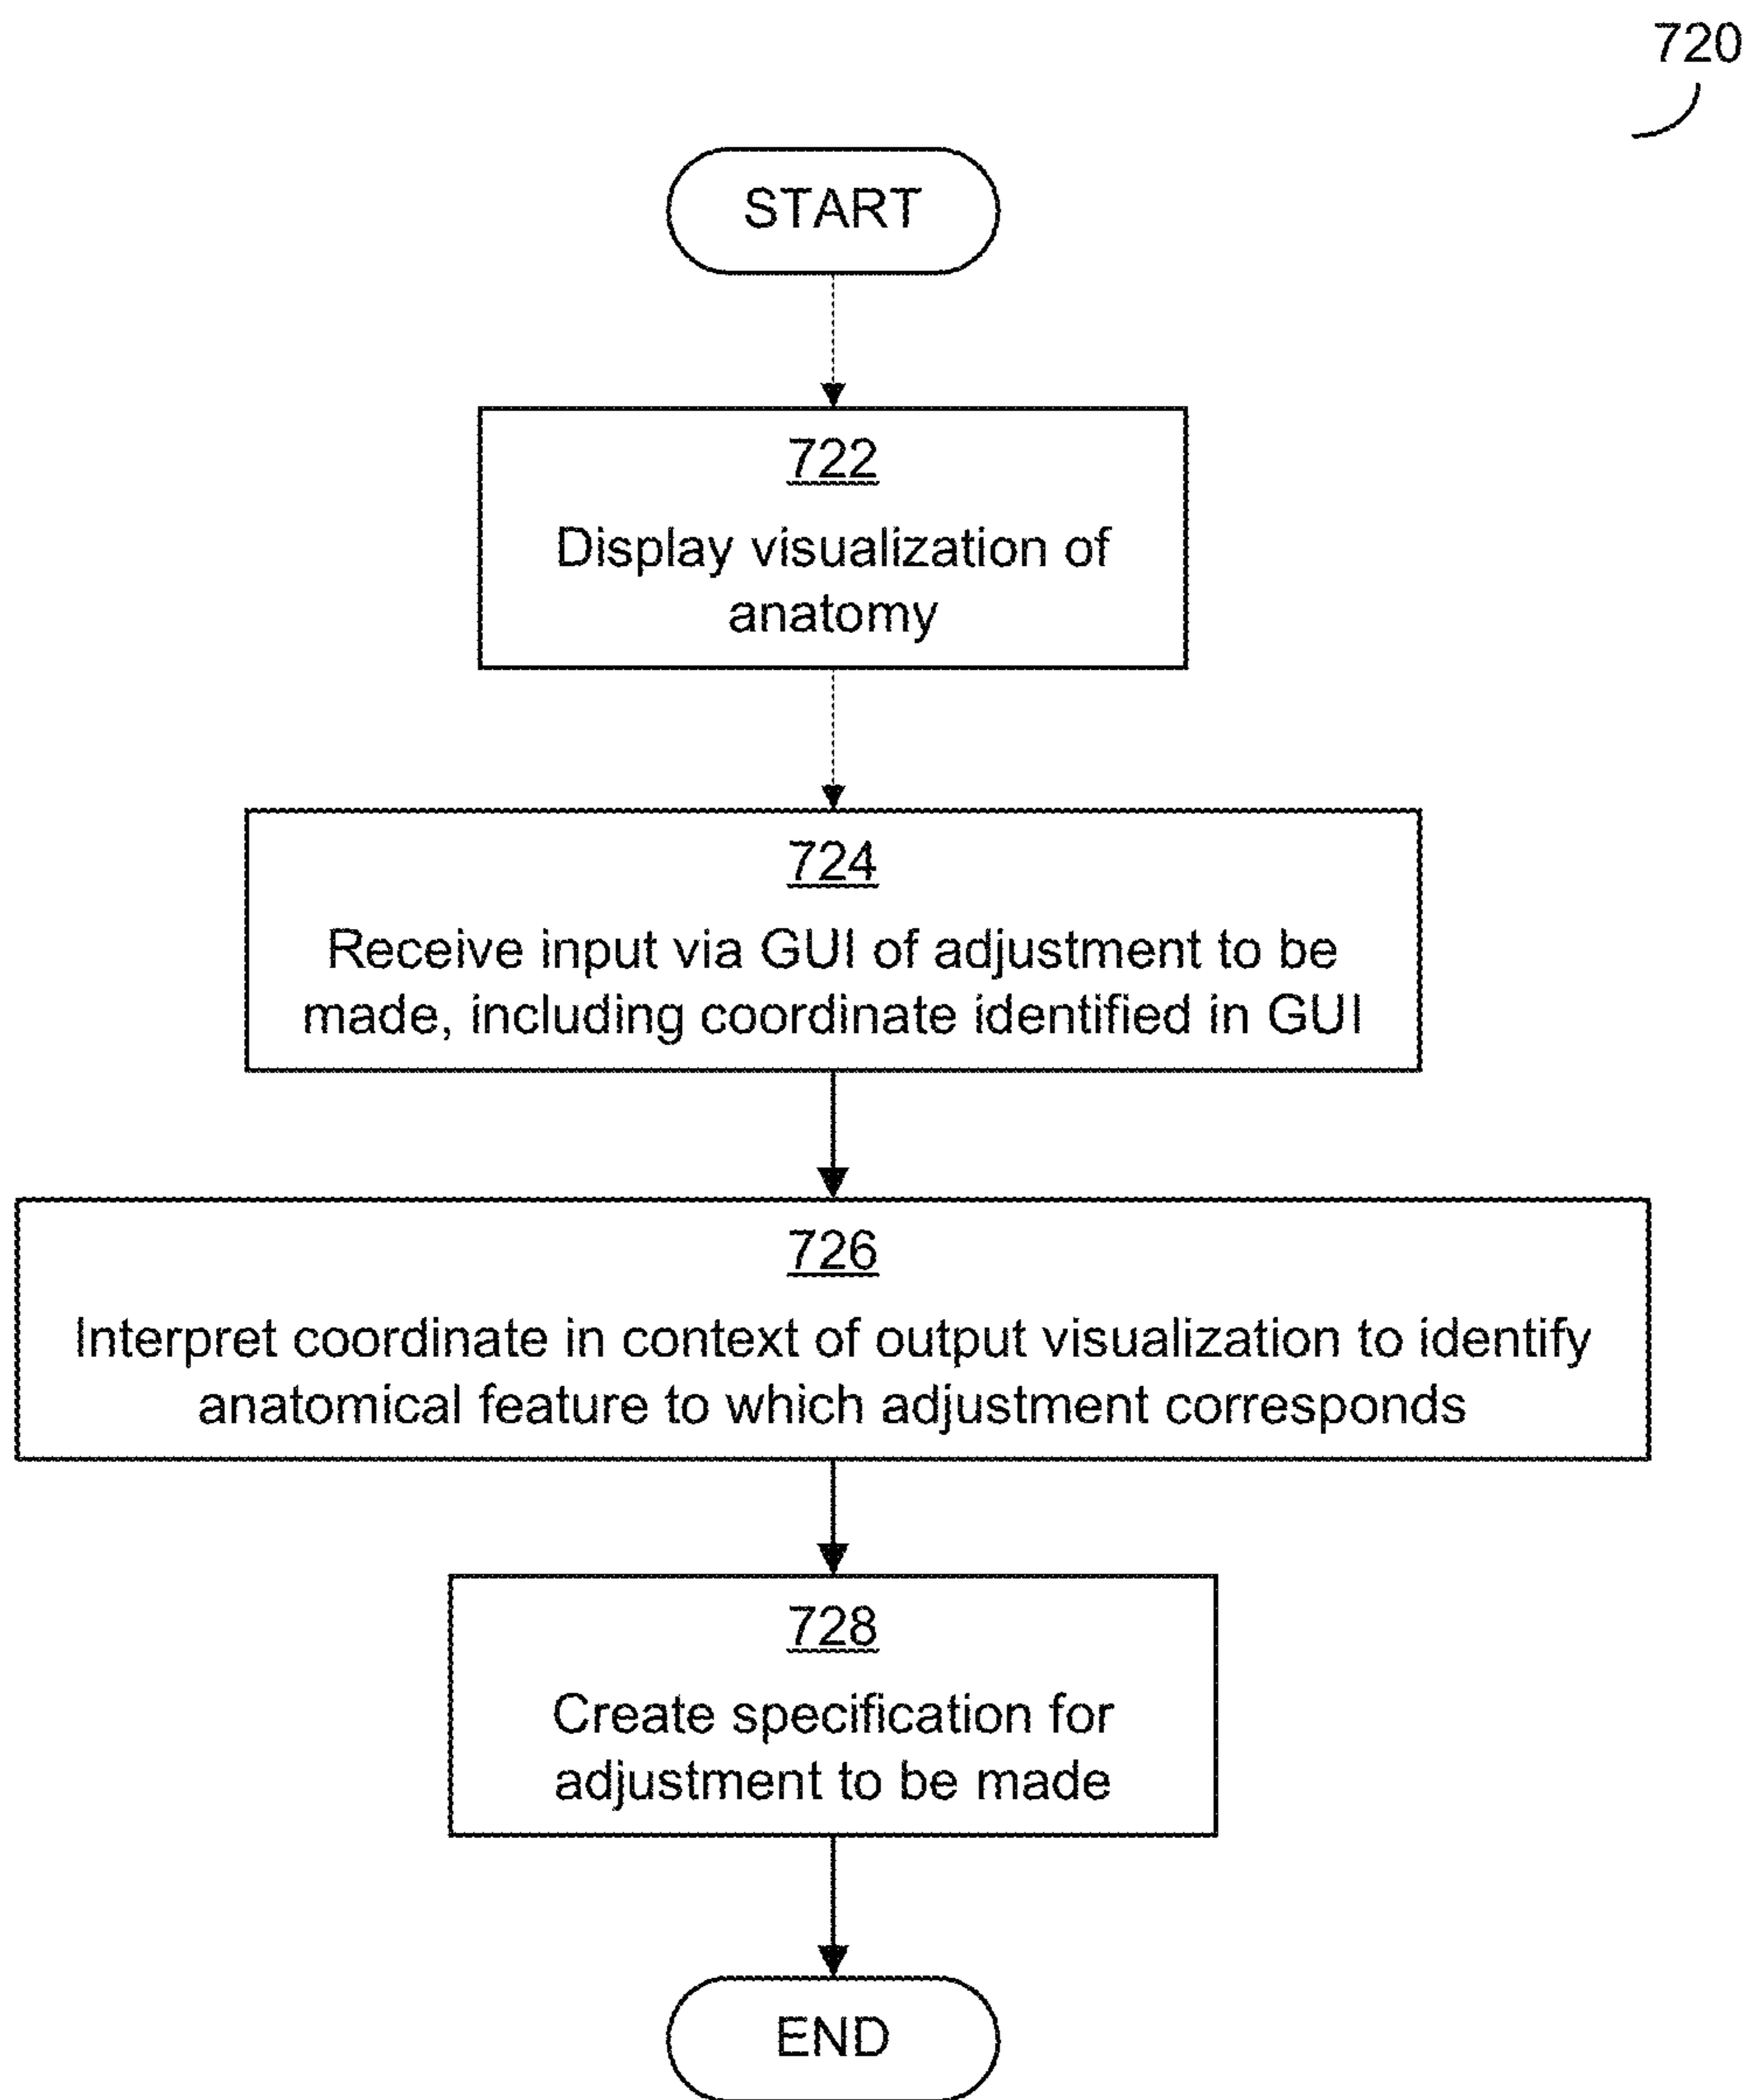 720
START
722
Display visualization of
anatomy
724
Receive input via GUI of adjustment to be
made, including coordinate identified in GUI
726
Interpret coordinate in context of output visualization to identify
anatomical feature to which adjustment corresponds
728
Create specification for
adjustment to be made
END